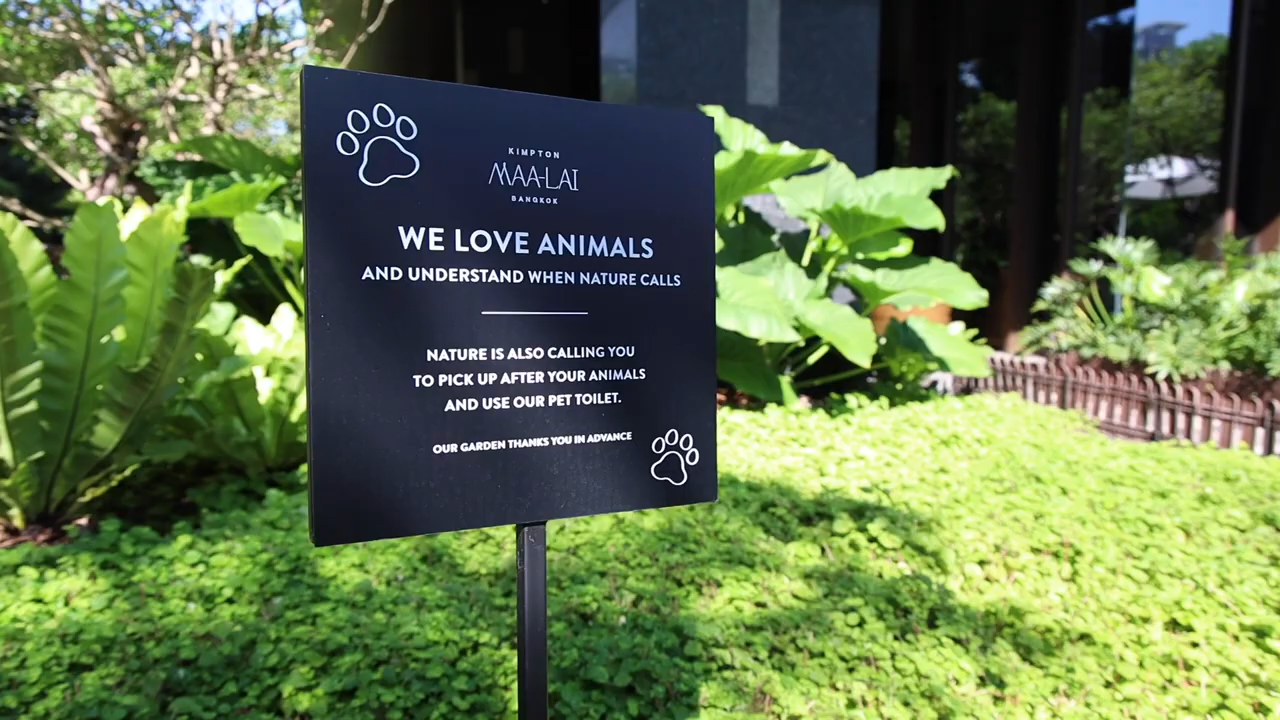 KIMPTON
MAA-LAI
BANGKOK
WE LOVE ANIMALS
AND UNDERSTAND WHEN NATURE CALLS
NATURE IS ALSO CALLING YOU
TO PICK UP AFTER YOUR ANIMALS
AND USE OUR PET TOILET.
OUR GARDEN THANKS YOU IN ADVANCE